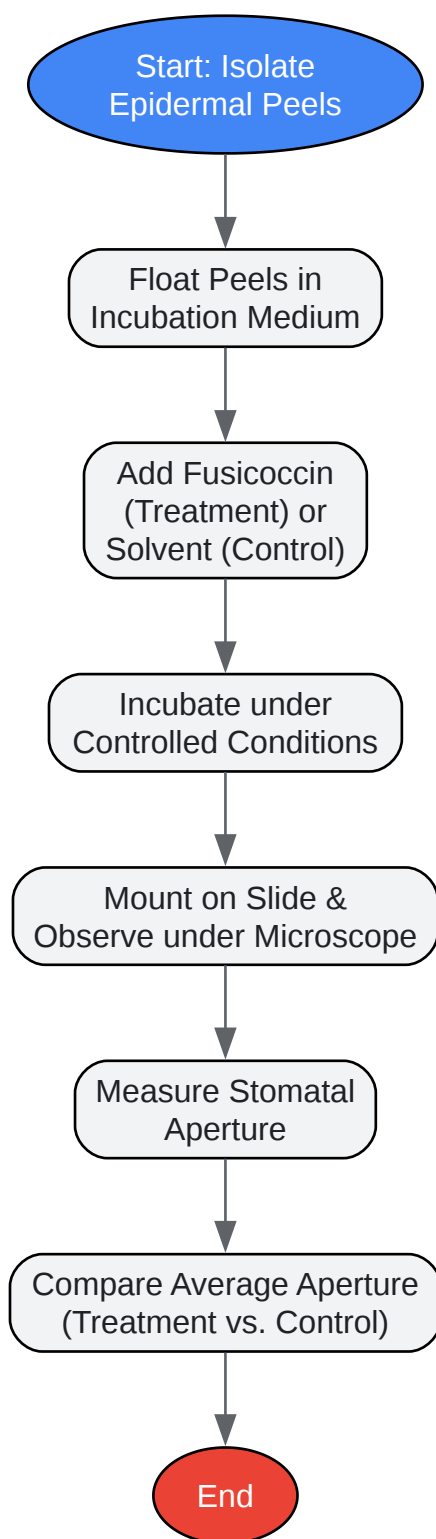 Start: Isolate
Epidermal Peels
Float Peels in
Incubation Medium
Add Fusicoccin
(Treatment) or
Solvent (Control)
Incubate under
Controlled Conditions
Mount on Slide &
Observe under Microscope
Measure Stomatal
Aperture
Compare Average Aperture
(Treatment vs. Control)
End